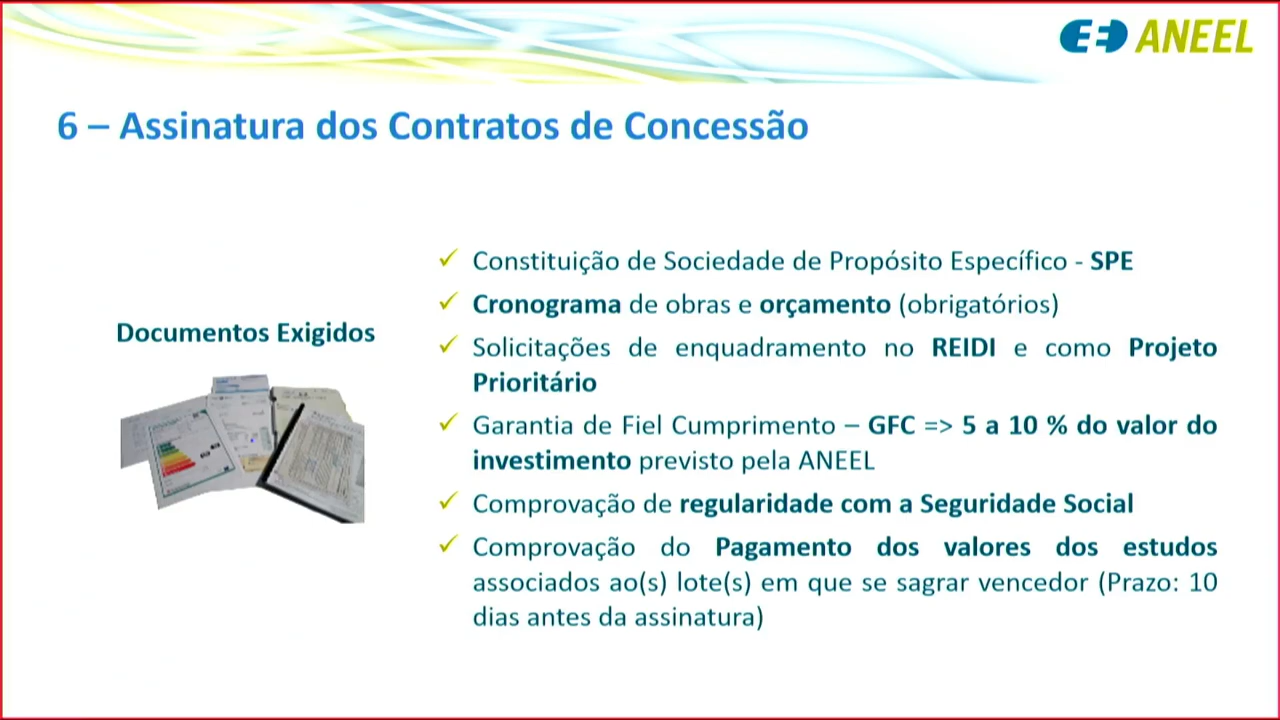 ANEEL
6 – Assinatura dos Contratos de Concessão
Documentos Exigidos
✓ Constituição de Sociedade de Propósito Específico - SPE
✓ Cronograma de obras e orçamento (obrigatórios)
✓ Solicitações de enquadramento no REIDI e como Projeto
Prioritário
✓ Garantia de Fiel Cumprimento – GFC => 5 a 10 % do valor do
investimento previsto pela ANEEL
✓ Comprovação de regularidade com a Seguridade Social
✓ Comprovação do Pagamento dos valores dos estudos
associados ao(s) lote(s) em que se sagrar vencedor (Prazo: 10
dias antes da assinatura)